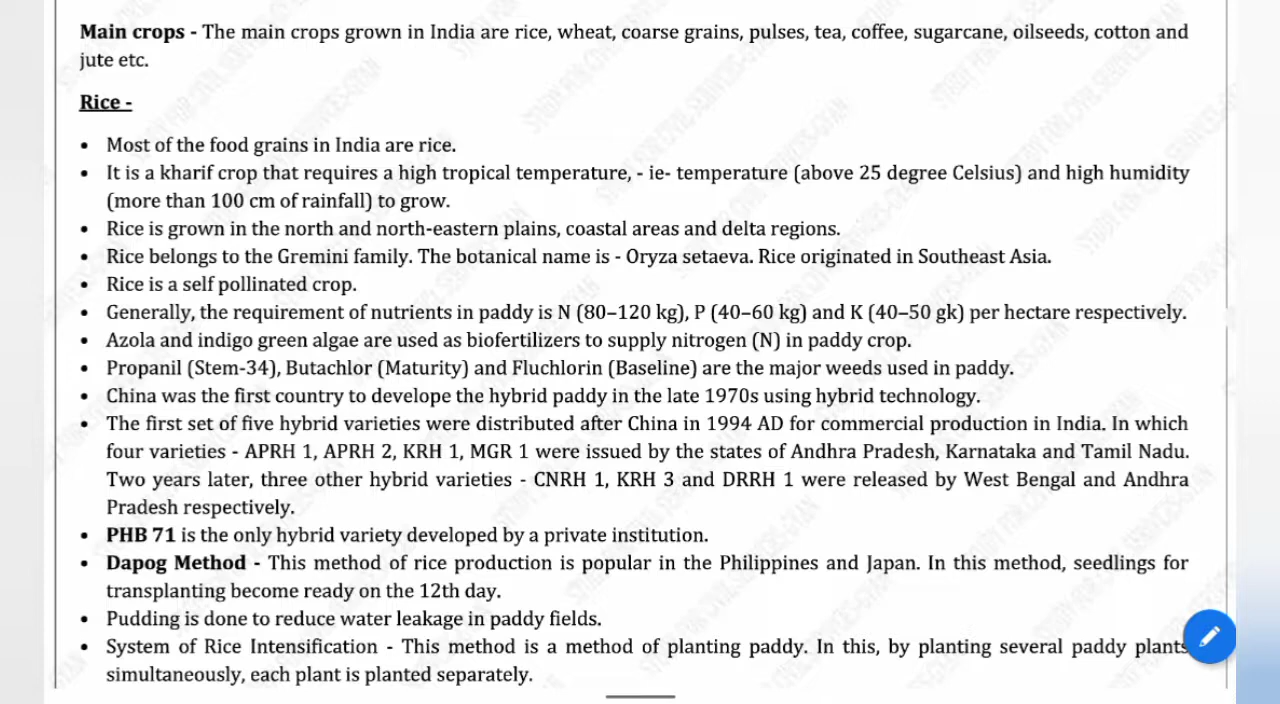 Main crops - The main crops grown in India are rice, wheat, coarse grains, pulses, tea, coffee, sugarcane, oilseeds, cotton and
jute etc.
Rice -
• Most of the food grains in India are rice.
• It is a kharif crop that requires a high tropical temperature, - ie- temperature (above 25 degree Celsius) and high humidity
(more than 100 cm of rainfall) to grow.
• Rice is grown in the north and north-eastern plains, coastal areas and delta regions.
• Rice belongs to the Gremini family. The botanical name is - Oryza setaeva. Rice originated in Southeast Asia.
• Rice is a self pollinated crop.
• Generally, the requirement of nutrients in paddy is N (80–120 kg), P (40–60 kg) and K (40–50 gk) per hectare respectively.
• Azola and indigo green algae are used as biofertilizers to supply nitrogen (N) in paddy crop.
• Propanil (Stem-34), Butachlor (Maturity) and Fluchlorin (Baseline) are the major weeds used in paddy.
• China was the first country to develope the hybrid paddy in the late 1970s using hybrid technology.
• The first set of five hybrid varieties were distributed after China in 1994 AD for commercial production in India. In which
four varieties - APRH 1, APRH 2, KRH 1, MGR 1 were issued by the states of Andhra Pradesh, Karnataka and Tamil Nadu.
Two years later, three other hybrid varieties - CNRH 1, KRH 3 and DRRH 1 were released by West Bengal and Andhra
Pradesh respectively.
• PHB 71 is the only hybrid variety developed by a private institution.
• Dapog Method - This method of rice production is popular in the Philippines and Japan. In this method, seedlings for
transplanting become ready on the 12th day.
• Pudding is done to reduce water leakage in paddy fields.
• System of Rice Intensification - This method is a method of planting paddy. In this, by planting several paddy plants
simultaneously, each plant is planted separately.